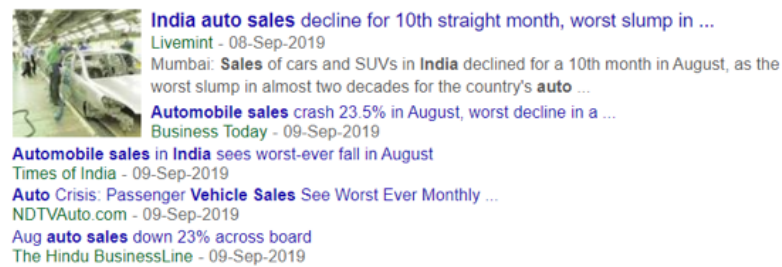 India auto sales decline for 10th straight month, worst slump in ...
Livemint - 08-Sep-2019
Mumbai: Sales of cars and SUVs in India declined for a 10th month in August, as the
worst slump in almost two decades for the country's auto ...
Automobile sales crash 23.5% in August, worst decline in a ...
Business Today - 09-Sep-2019
Automobile sales in India sees worst-ever fall in August
Times of India - 09-Sep-2019
Auto Crisis: Passenger Vehicle Sales See Worst Ever Monthly ...
NDTVAuto.com - 09-Sep-2019
Aug auto sales down 23% across board
The Hindu BusinessLine - 09-Sep-2019